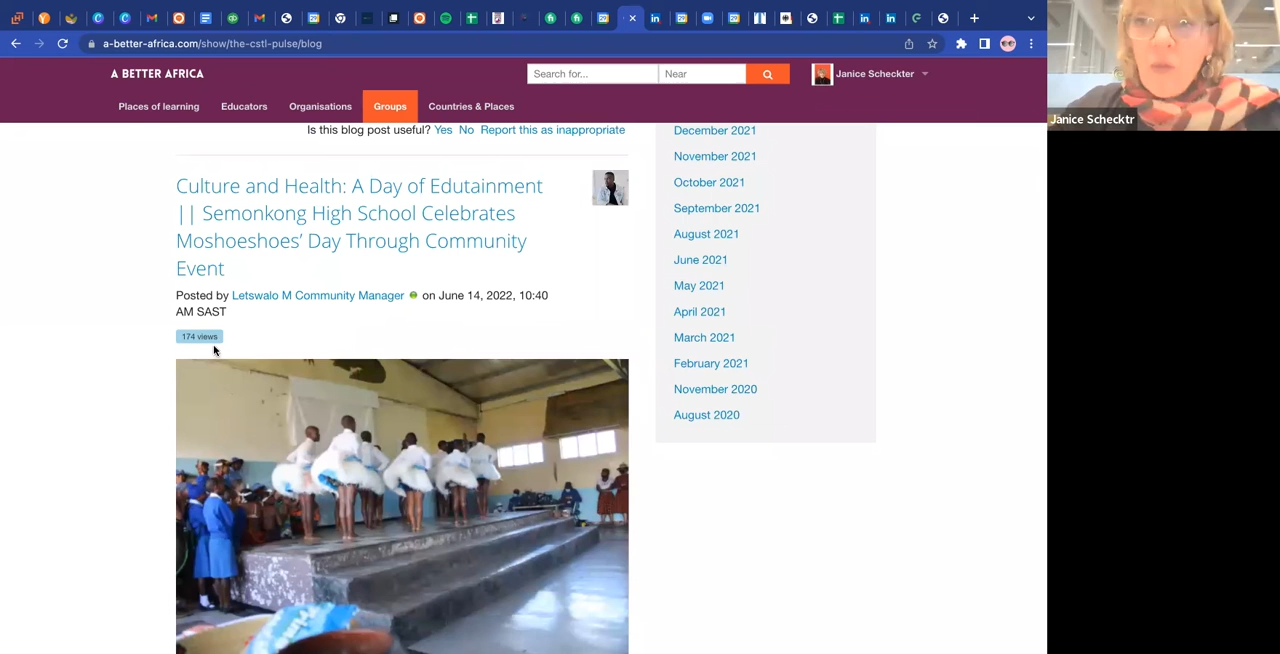 a-better-africa.com/show/the-cstl-pulse/blog
A BETTER AFRICA
Search for...
Near
Janice Scheckter
Places of learning
Educators
Organisations
Groups
Countries & Places
Janice Schecktr
Is this blog post useful? Yes No Report this as inappropriate
Culture and Health: A Day of Edutainment
|| Semonkong High School Celebrates
Moshoeshoes’ Day Through Community
Event
Posted by Letswalo M Community Manager on June 14, 2022, 10:40
AM SAST
174 views
December 2021
November 2021
October 2021
September 2021
August 2021
June 2021
May 2021
April 2021
March 2021
February 2021
November 2020
August 2020